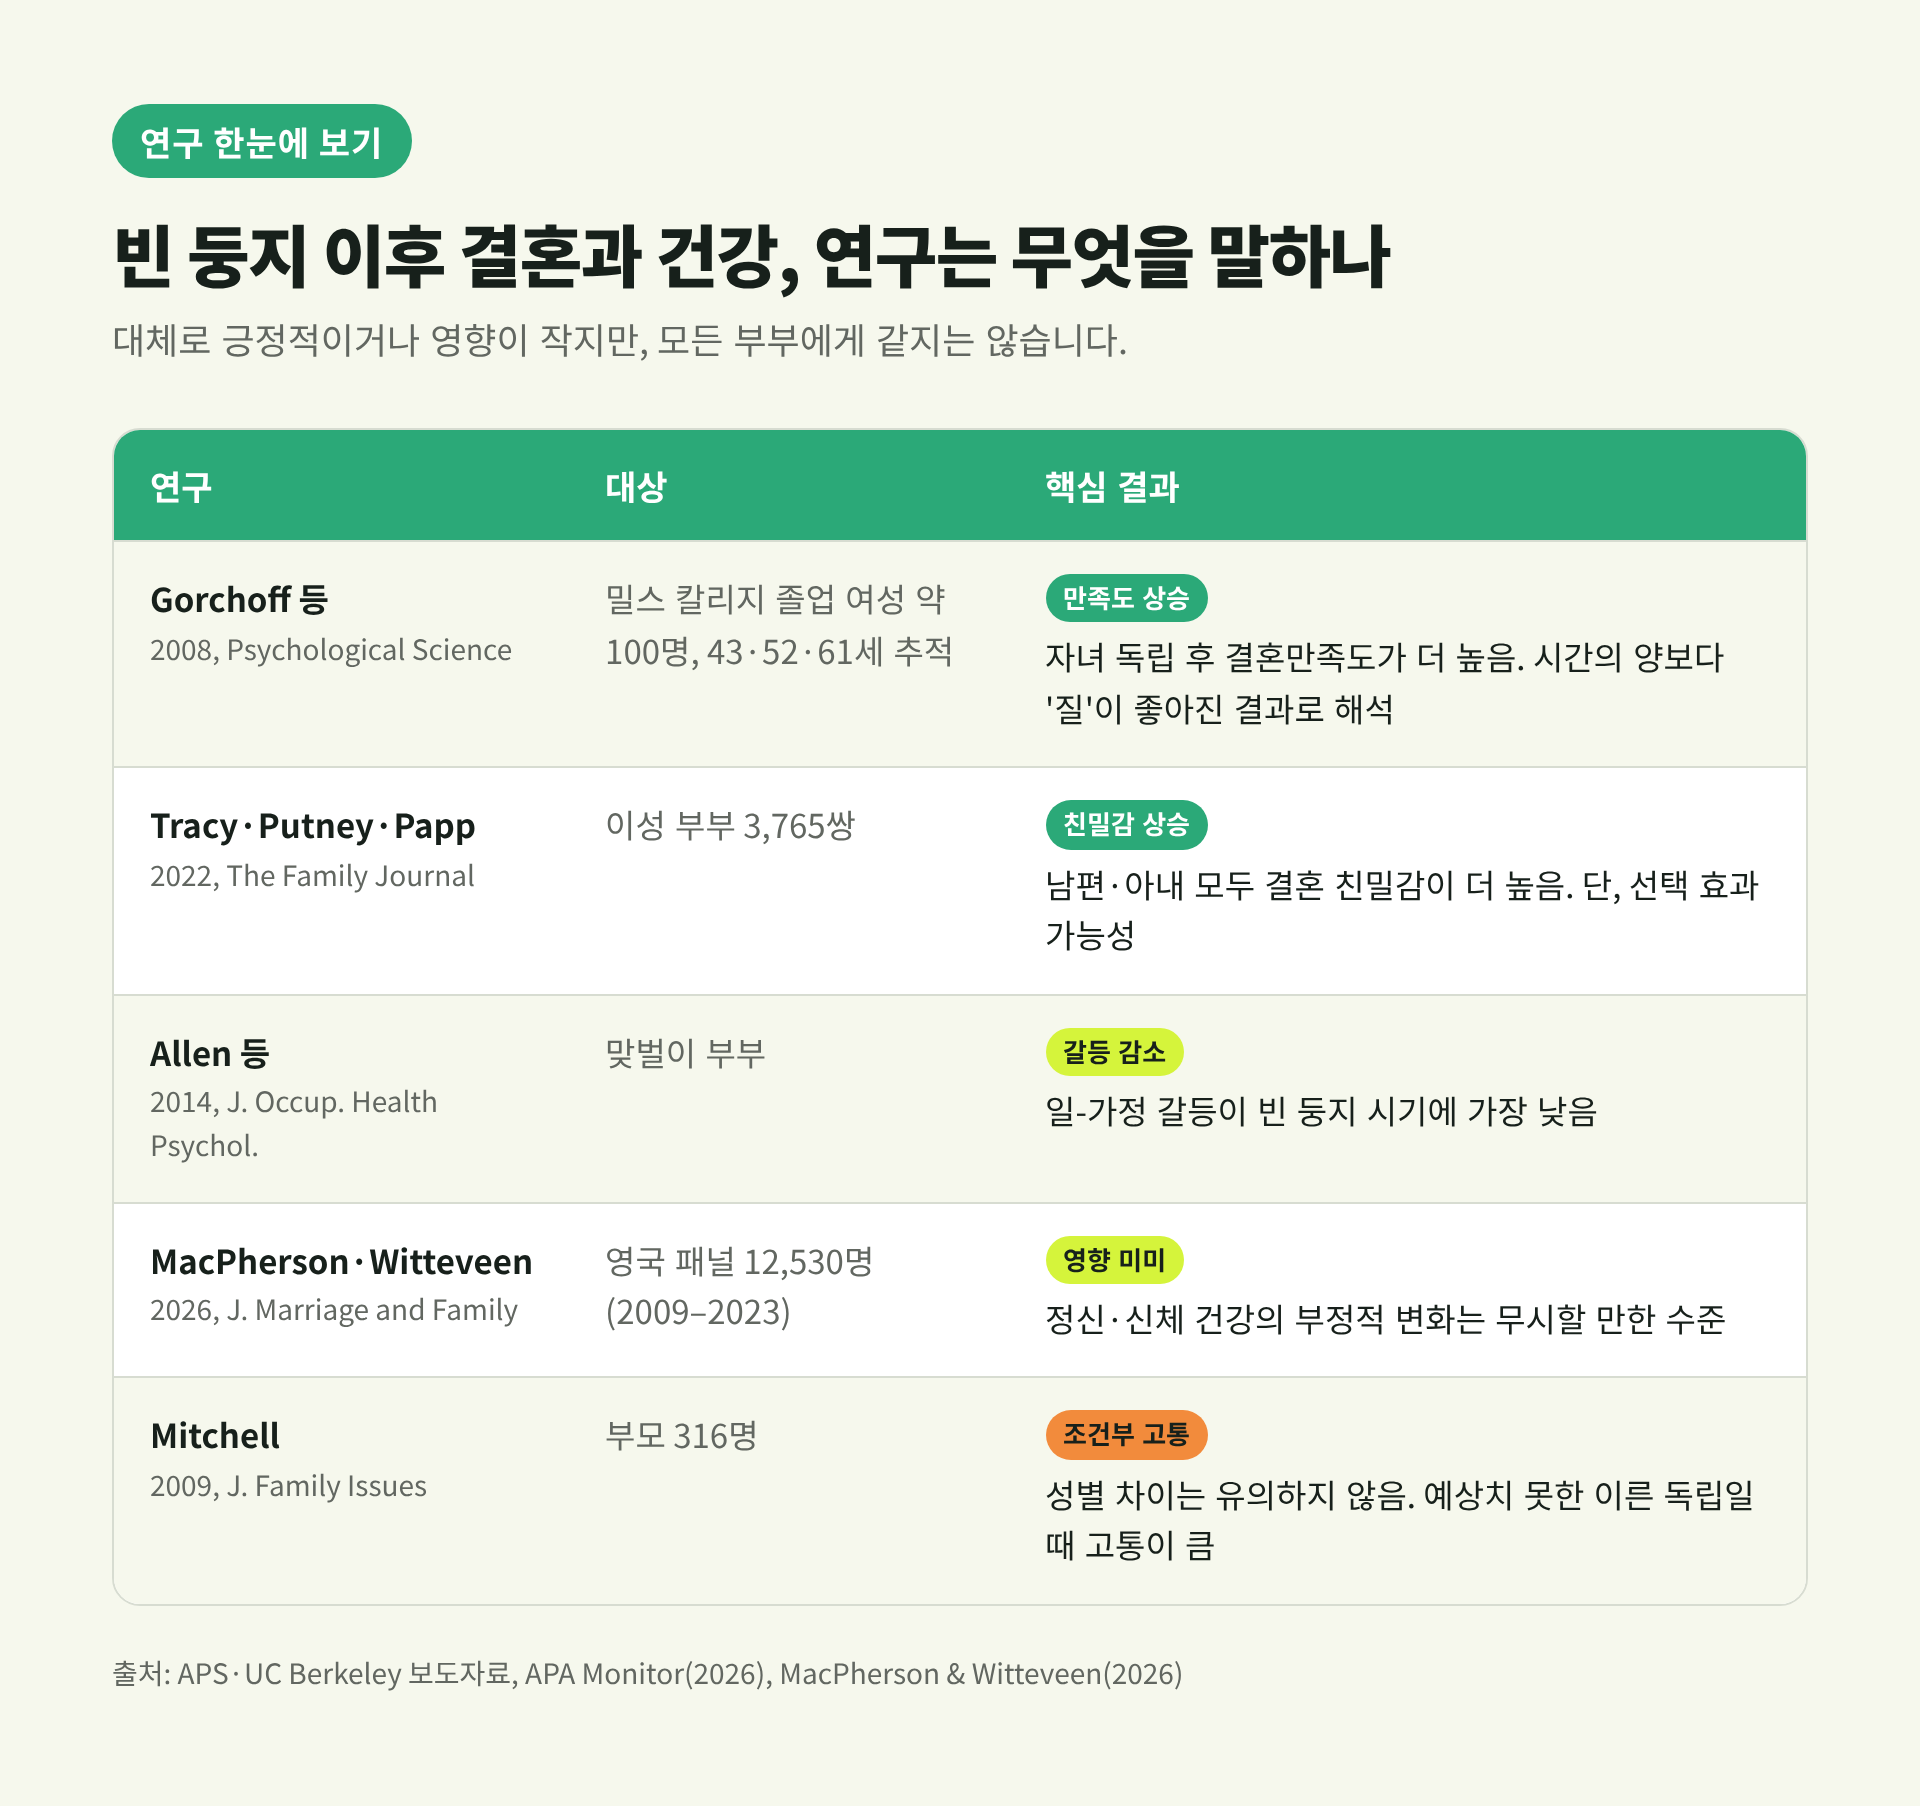 연구 한눈에 보기
빈 둥지 이후 결혼과 건강, 연구는 무엇을 말하나
대체로 긍정적이거나 영향이 작지만, 모든 부부에게 같지는 않습니다.
연구
대상
핵심 결과
Gorchoff 등
2008, Psychological Science
밀스 칼리지 졸업 여성 약
100명, 43·52·61세 추적
만족도 상승
자녀 독립 후 결혼만족도가 더 높음. 시간의 양보다
'질'이 좋아진 결과로 해석
Tracy·Putney·Papp
2022, The Family Journal
이성 부부 3,765쌍
친밀감 상승
남편·아내 모두 결혼 친밀감이 더 높음. 단, 선택 효과
가능성
Allen 등
2014, J. Occup. Health
Psychol.
맞벌이 부부
갈등 감소
일-가정 갈등이 빈 둥지 시기에 가장 낮음
MacPherson·Witteveen
2026, J. Marriage and Family
영국 패널 12,530명
(2009–2023)
영향 미미
정신·신체 건강의 부정적 변화는 무시할 만한 수준
Mitchell
2009, J. Family Issues
부모 316명
조건부 고통
성별 차이는 유의하지 않음. 예상치 못한 이른 독립일
때 고통이 큼
출처: APS·UC Berkeley 보도자료, APA Monitor(2026), MacPherson & Witteveen(2026)